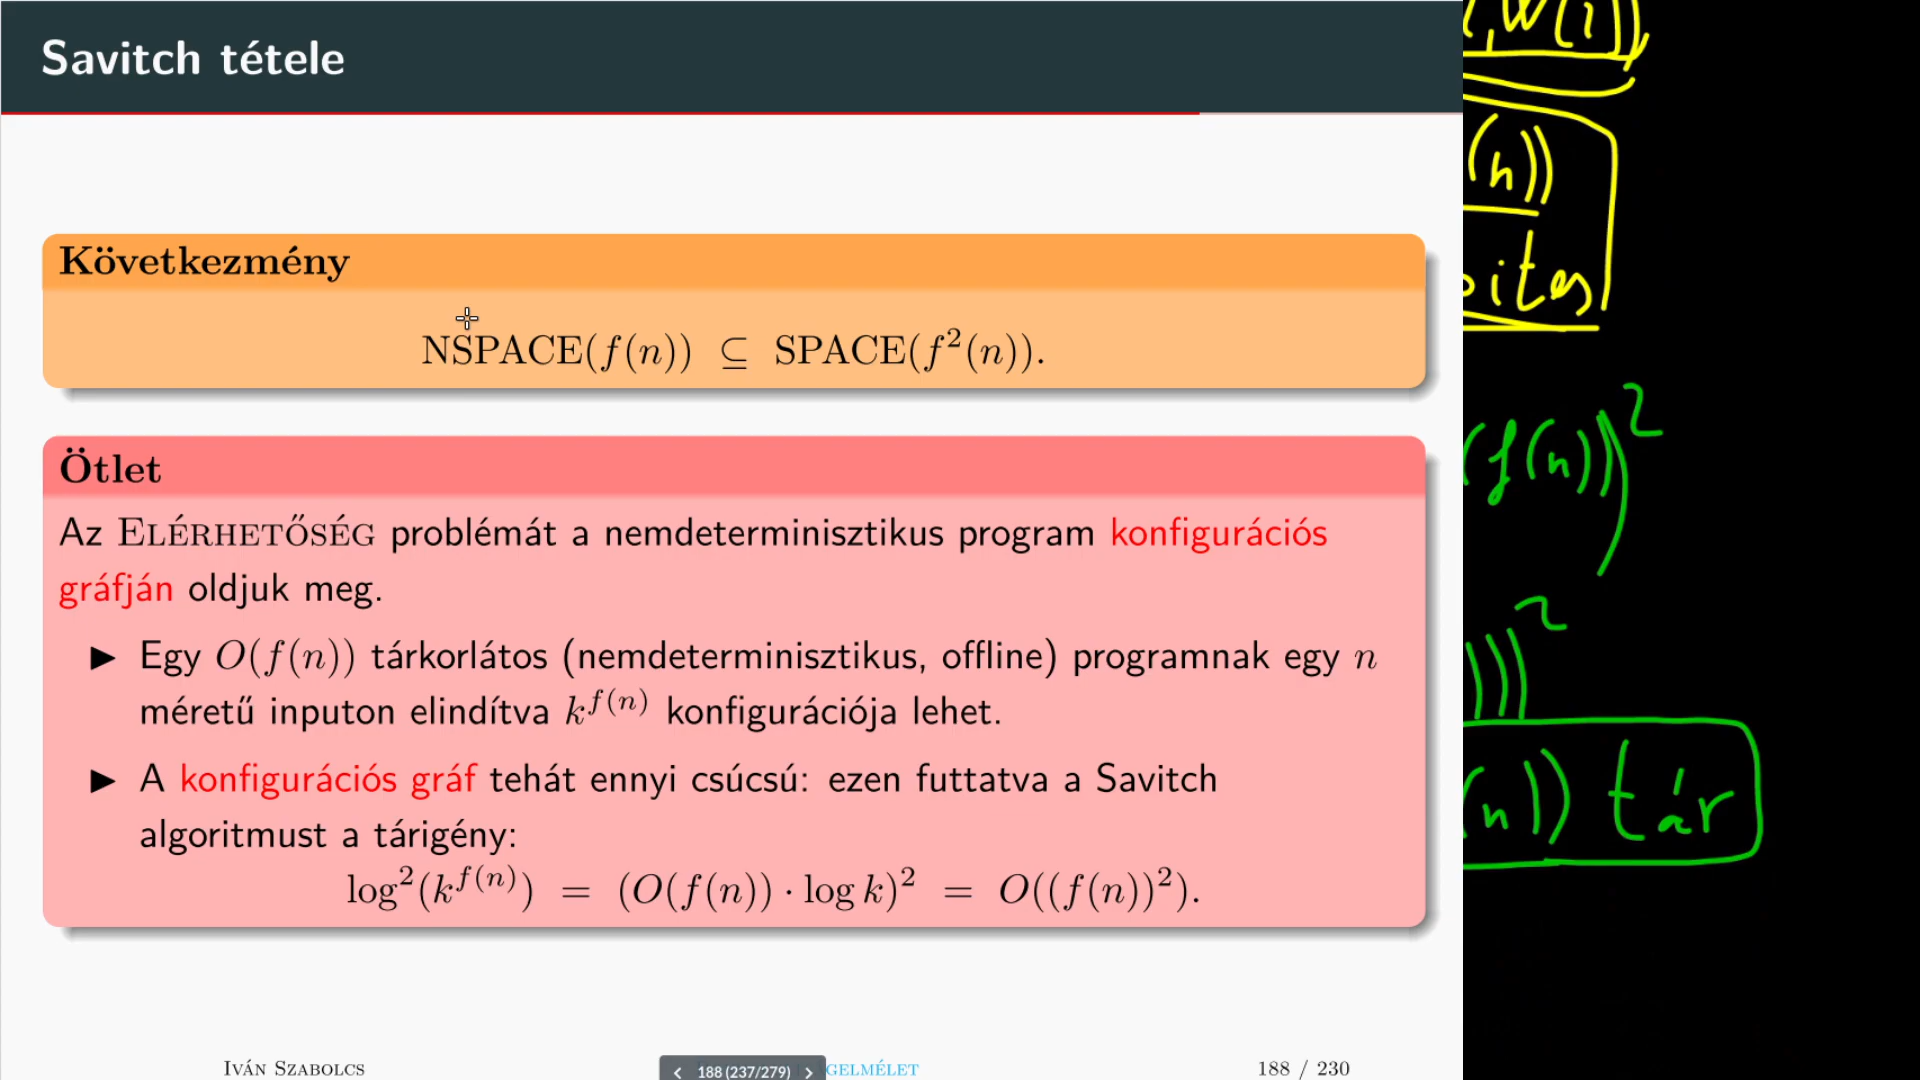 Savitch tétele
Következmény
NSPACE(f(n)) ⊆ SPACE(f²(n)).
Ötlet
Az ELÉRHETŐSÉG problémát a nemdeterminisztikus program konfigurációs
gráfján oldjuk meg.
▶ Egy O(f(n)) tárkorlátos (nemdeterminisztikus, offline) programnak egy n
méretű inputon elindítva k^{f(n)} konfigurációja lehet.
▶ A konfigurációs gráf tehát ennyi csúcsú: ezen futtatva a Savitch
algoritmust a tárigény:
log²(k^{f(n)}) = (O(f(n)) · log k)² = O((f(n))²).
IVÁN SZABOLCS
188 (237/279)
GELMÉLET
188 / 230
,W[i]),
(n))
(f(n)))²
)))²
(n)) tár